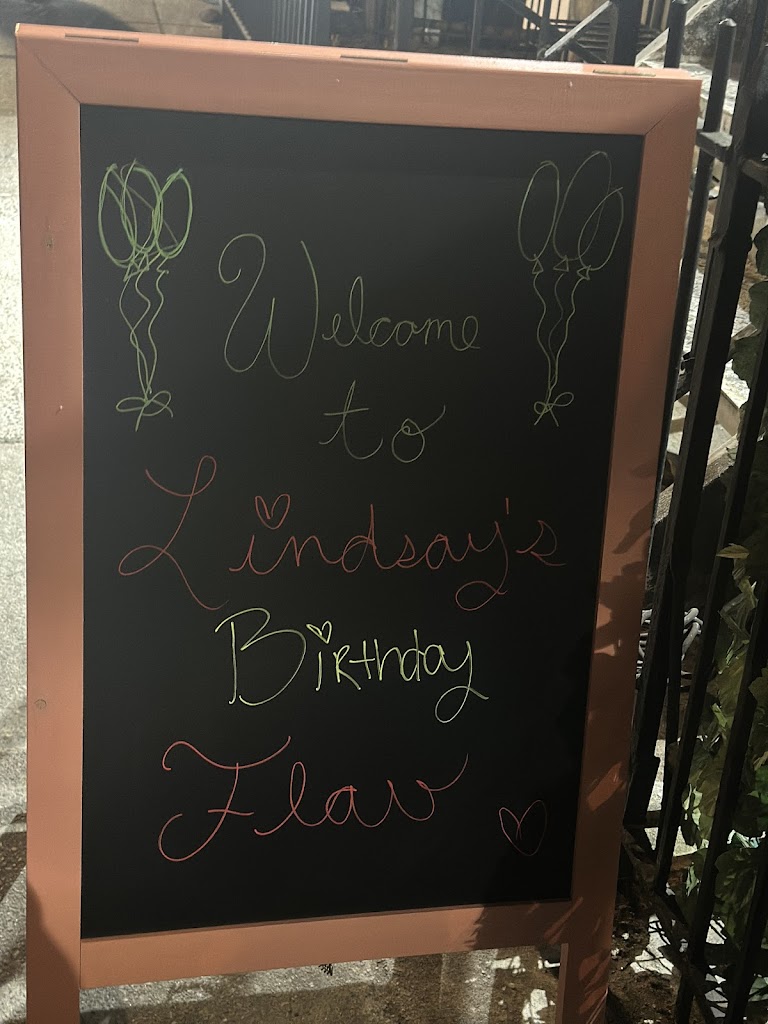 Welcome
to
Lindsay's
Birthday
Flav